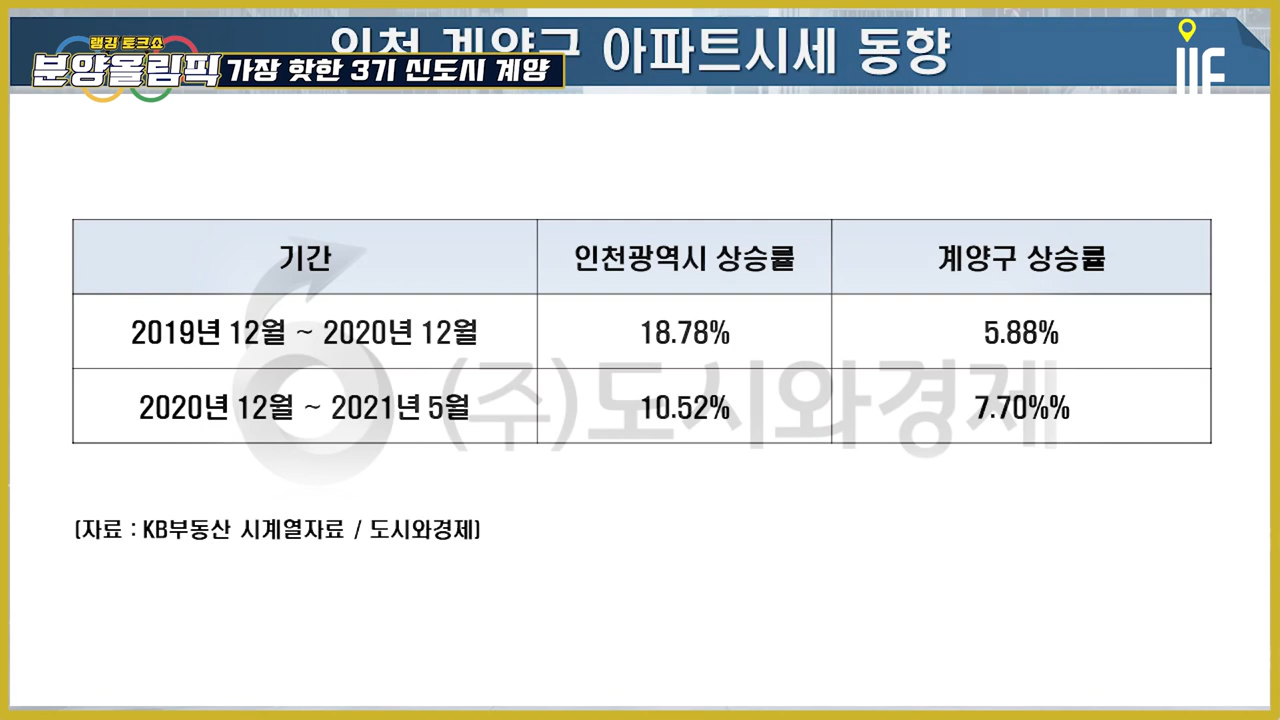 인천 계양구 아파트시세 동향
랭킹 토크쇼
분양올림픽 가장 핫한 3기 신도시 계양
IIF
기간 인천광역시 상승률 계양구 상승률
2019년 12월 ~ 2020년 12월 18.78% 5.88%
2020년 12월 ~ 2021년 5월 10.52% 7.70%%
(주)도시와경제
(자료 : KB부동산 시계열자료 / 도시와경제)